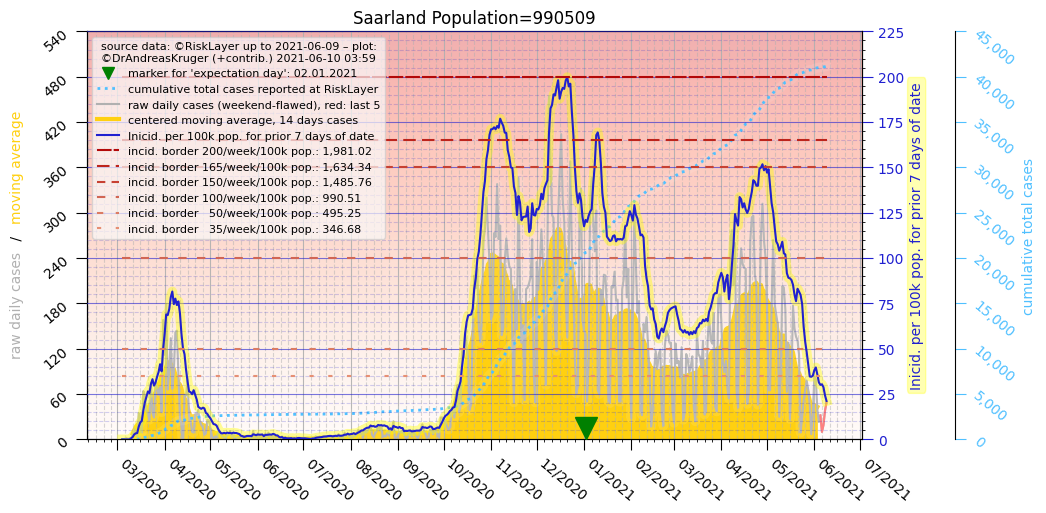 Saarland Population=990509
source data: ©RiskLayer up to 2021-06-09 – plot:
©DrAndreasKruger (+contrib.) 2021-06-10 03:59
marker for 'expectation day': 02.01.2021
cumulative total cases reported at RiskLayer
raw daily cases (weekend-flawed), red: last 5
centered moving average, 14 days cases
Inicid. per 100k pop. for prior 7 days of date
incid. border 200/week/100k pop.: 1,981.02
incid. border 165/week/100k pop.: 1,634.34
incid. border 150/week/100k pop.: 1,485.76
incid. border 100/week/100k pop.: 990.51
incid. border   50/week/100k pop.: 495.25
incid. border   35/week/100k pop.: 346.68
raw daily cases / moving average
540
480
420
360
300
240
180
120
60
0
225
200
175
150
125
100
75
50
25
0
Inicid. per 100k pop. for prior 7 days of date
45,000
40,000
35,000
30,000
25,000
20,000
15,000
10,000
5,000
0
cumulative total cases
03/2020
04/2020
05/2020
06/2020
07/2020
08/2020
09/2020
10/2020
11/2020
12/2020
01/2021
02/2021
03/2021
04/2021
05/2021
06/2021
07/2021